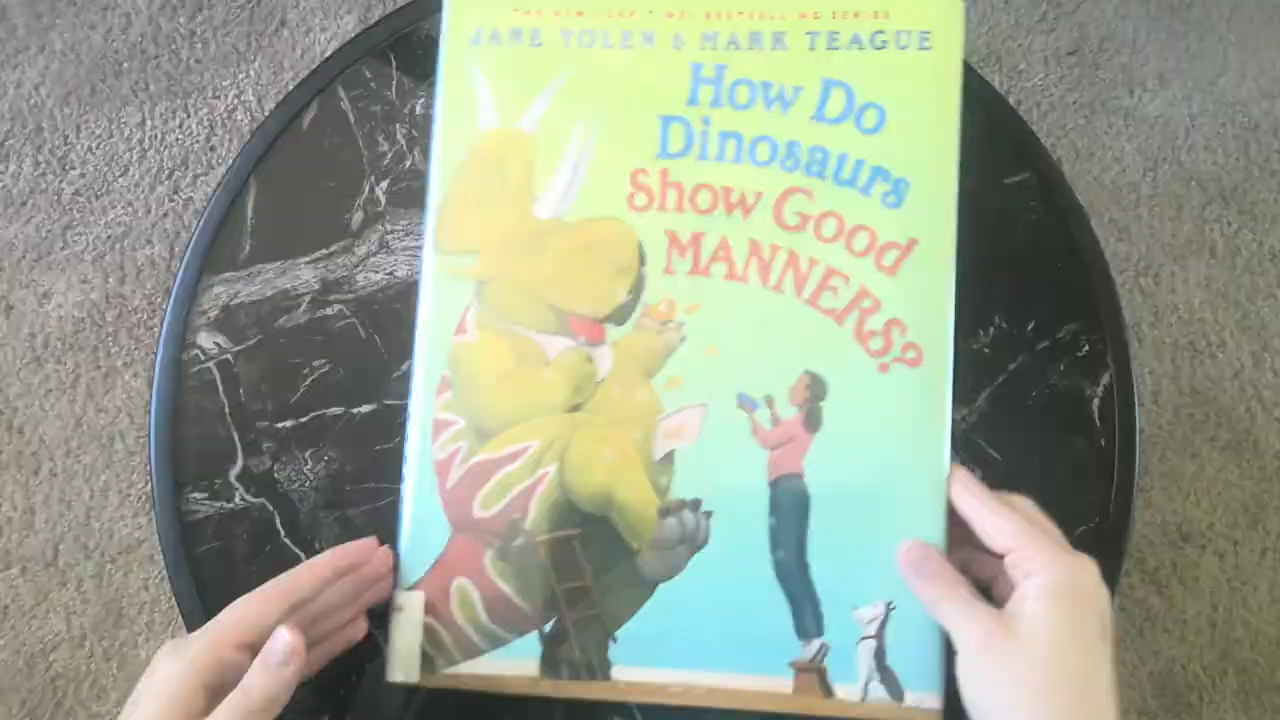 THE NEW YORK TIMES BESTSELLING SERIES
JANE YOLEN & MARK TEAGUE
How Do
Dinosaurs
Show Good
MANNERS?